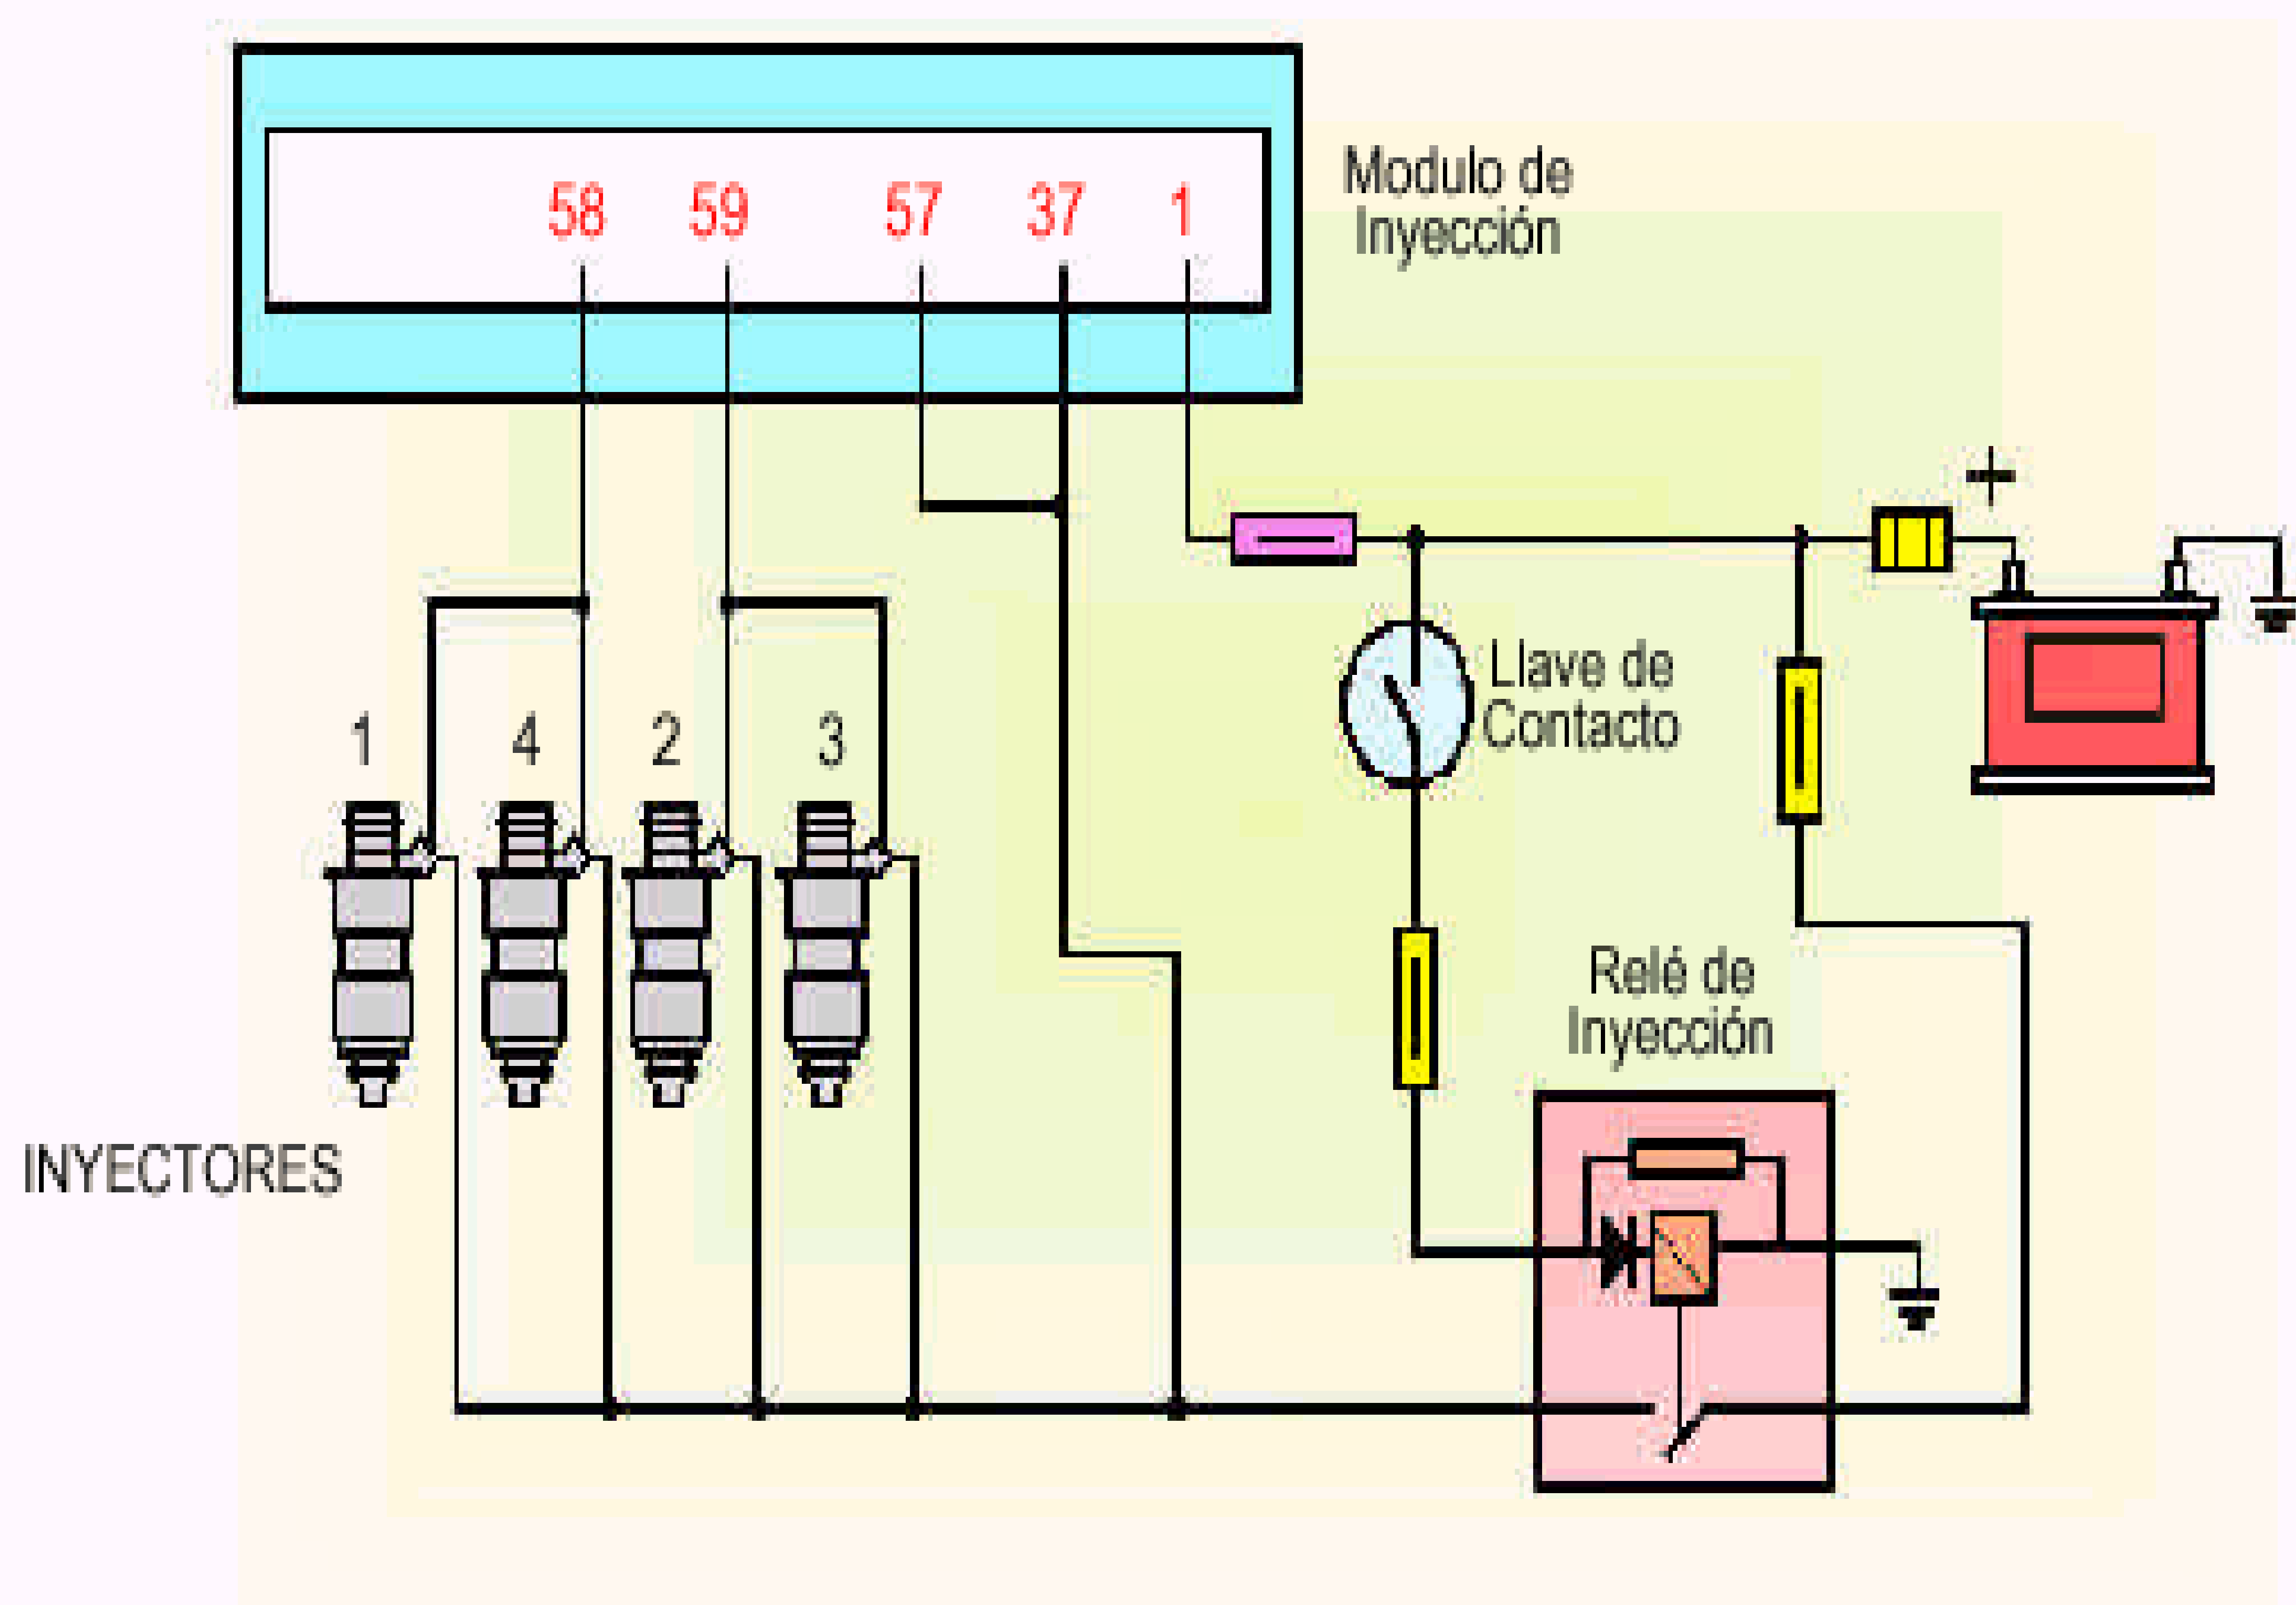 58 59 57 37 1
Modulo de
Inyección
+
Llave de
Contacto
1 4 2 3
Relé de
Inyección
INYECTORES